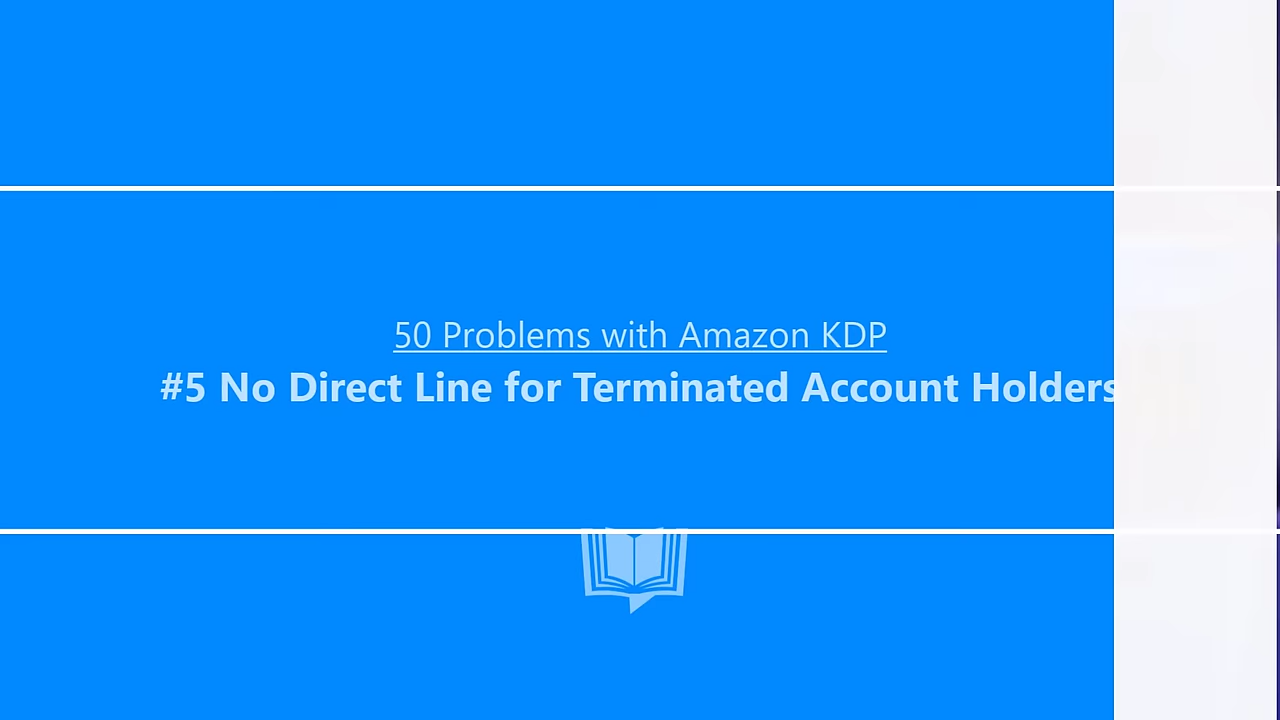 50 Problems with Amazon KDP
#5 No Direct Line for Terminated Account Holders